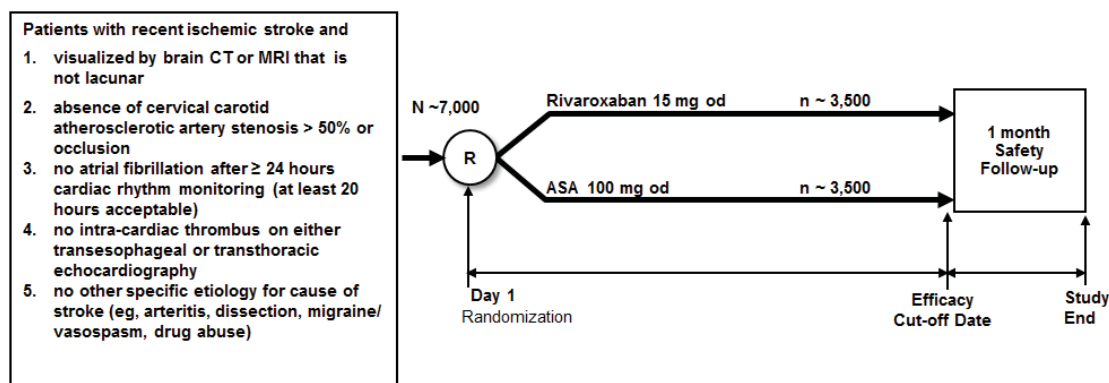 Patients with recent ischemic stroke and
1. visualized by brain CT or MRI that is
not lacunar
2. absence of cervical carotid
atherosclerotic artery stenosis > 50% or
occlusion
3. no atrial fibrillation after ≥ 24 hours
cardiac rhythm monitoring (at least 20
hours acceptable)
4. no intra-cardiac thrombus on either
transesophageal or transthoracic
echocardiography
5. no other specific etiology for cause of
stroke (eg, arteritis, dissection, migraine/
vasospasm, drug abuse)
N ~7,000
R
Rivaroxaban 15 mg od n ~ 3,500
ASA 100 mg od n ~ 3,500
1 month
Safety
Follow-up
Day 1
Randomization
Efficacy
Cut-off Date
Study
End